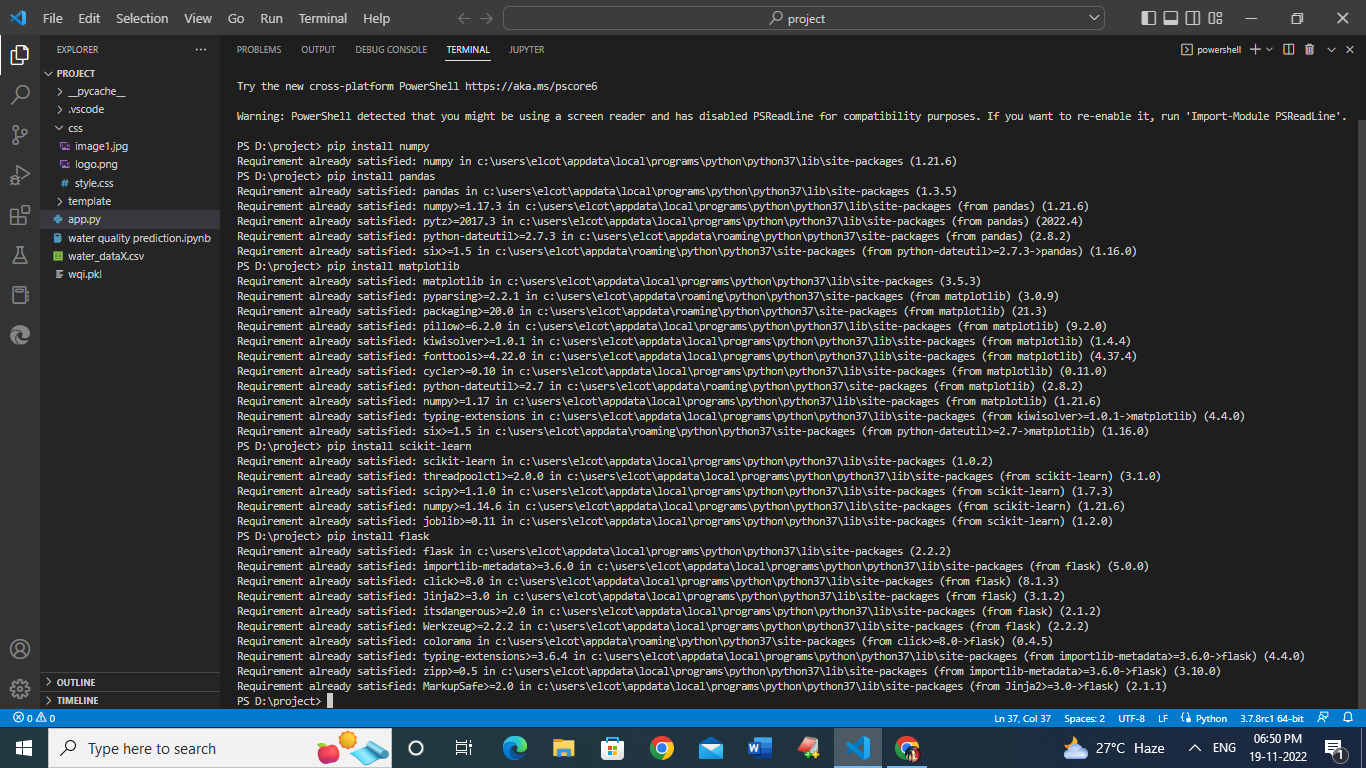 File Edit Selection View Go Run Terminal Help
project
EXPLORER
PROJECT
__pycache__
.vscode
css
image1.jpg
logo.png
style.css
template
app.py
water quality prediction.ipynb
water_dataX.csv
wqi.pkl
OUTLINE
TIMELINE
PROBLEMS OUTPUT DEBUG CONSOLE TERMINAL JUPYTER
powershell
Try the new cross-platform PowerShell https://aka.ms/pscore6
Warning: PowerShell detected that you might be using a screen reader and has disabled PSReadLine for compatibility purposes. If you want to re-enable it, run 'Import-Module PSReadLine'.
PS D:\project> pip install numpy
Requirement already satisfied: numpy in c:\users\elcot\appdata\local\programs\python\python37\lib\site-packages (1.21.6)
PS D:\project> pip install pandas
Requirement already satisfied: pandas in c:\users\elcot\appdata\local\programs\python\python37\lib\site-packages (1.3.5)
Requirement already satisfied: numpy>=1.17.3 in c:\users\elcot\appdata\local\programs\python\python37\lib\site-packages (from pandas) (1.21.6)
Requirement already satisfied: pytz>=2017.3 in c:\users\elcot\appdata\local\programs\python\python37\lib\site-packages (from pandas) (2022.4)
Requirement already satisfied: python-dateutil>=2.7.3 in c:\users\elcot\appdata\roaming\python\python37\site-packages (from pandas) (2.8.2)
Requirement already satisfied: six>=1.5 in c:\users\elcot\appdata\roaming\python\python37\site-packages (from python-dateutil>=2.7.3->pandas) (1.16.0)
PS D:\project> pip install matplotlib
Requirement already satisfied: matplotlib in c:\users\elcot\appdata\local\programs\python\python37\lib\site-packages (3.5.3)
Requirement already satisfied: pyparsing>=2.2.1 in c:\users\elcot\appdata\roaming\python\python37\site-packages (from matplotlib) (3.0.9)
Requirement already satisfied: packaging>=20.0 in c:\users\elcot\appdata\roaming\python\python37\site-packages (from matplotlib) (21.3)
Requirement already satisfied: pillow>=6.2.0 in c:\users\elcot\appdata\local\programs\python\python37\lib\site-packages (from matplotlib) (9.2.0)
Requirement already satisfied: kiwisolver>=1.0.1 in c:\users\elcot\appdata\local\programs\python\python37\lib\site-packages (from matplotlib) (1.4.4)
Requirement already satisfied: fonttools>=4.22.0 in c:\users\elcot\appdata\local\programs\python\python37\lib\site-packages (from matplotlib) (4.37.4)
Requirement already satisfied: cycler>=0.10 in c:\users\elcot\appdata\local\programs\python\python37\lib\site-packages (from matplotlib) (0.11.0)
Requirement already satisfied: python-dateutil>=2.7 in c:\users\elcot\appdata\roaming\python\python37\site-packages (from matplotlib) (2.8.2)
Requirement already satisfied: numpy>=1.17 in c:\users\elcot\appdata\local\programs\python\python37\lib\site-packages (from matplotlib) (1.21.6)
Requirement already satisfied: typing-extensions in c:\users\elcot\appdata\local\programs\python\python37\lib\site-packages (from kiwisolver>=1.0.1->matplotlib) (4.4.0)
Requirement already satisfied: six>=1.5 in c:\users\elcot\appdata\roaming\python\python37\site-packages (from python-dateutil>=2.7->matplotlib) (1.16.0)
PS D:\project> pip install scikit-learn
Requirement already satisfied: scikit-learn in c:\users\elcot\appdata\local\programs\python\python37\lib\site-packages (1.0.2)
Requirement already satisfied: threadpoolctl>=2.0.0 in c:\users\elcot\appdata\local\programs\python\python37\lib\site-packages (from scikit-learn) (3.1.0)
Requirement already satisfied: scipy>=1.1.0 in c:\users\elcot\appdata\local\programs\python\python37\lib\site-packages (from scikit-learn) (1.7.3)
Requirement already satisfied: numpy>=1.14.6 in c:\users\elcot\appdata\local\programs\python\python37\lib\site-packages (from scikit-learn) (1.21.6)
Requirement already satisfied: joblib>=0.11 in c:\users\elcot\appdata\local\programs\python\python37\lib\site-packages (from scikit-learn) (1.2.0)
PS D:\project> pip install flask
Requirement already satisfied: flask in c:\users\elcot\appdata\local\programs\python\python37\lib\site-packages (2.2.2)
Requirement already satisfied: importlib-metadata>=3.6.0 in c:\users\elcot\appdata\local\programs\python\python37\lib\site-packages (from flask) (5.0.0)
Requirement already satisfied: click>=8.0 in c:\users\elcot\appdata\local\programs\python\python37\lib\site-packages (from flask) (8.1.3)
Requirement already satisfied: Jinja2>=3.0 in c:\users\elcot\appdata\local\programs\python\python37\lib\site-packages (from flask) (3.1.2)
Requirement already satisfied: itsdangerous>=2.0 in c:\users\elcot\appdata\local\programs\python\python37\lib\site-packages (from flask) (2.1.2)
Requirement already satisfied: Werkzeug>=2.2.2 in c:\users\elcot\appdata\local\programs\python\python37\lib\site-packages (from flask) (2.2.2)
Requirement already satisfied: colorama in c:\users\elcot\appdata\roaming\python\python37\site-packages (from click>=8.0->flask) (0.4.5)
Requirement already satisfied: typing-extensions>=3.6.4 in c:\users\elcot\appdata\local\programs\python\python37\lib\site-packages (from importlib-metadata>=3.6.0->flask) (4.4.0)
Requirement already satisfied: zipp>=0.5 in c:\users\elcot\appdata\local\programs\python\python37\lib\site-packages (from importlib-metadata>=3.6.0->flask) (3.10.0)
Requirement already satisfied: MarkupSafe>=2.0 in c:\users\elcot\appdata\local\programs\python\python37\lib\site-packages (from Jinja2>=3.0->flask) (2.1.1)
PS D:\project>
0 0 Ln 37, Col 37 Spaces: 2 UTF-8 LF Python 3.7.8rc1 64-bit
Type here to search 27°C Haze ENG 06:50 PM
19-11-2022 1